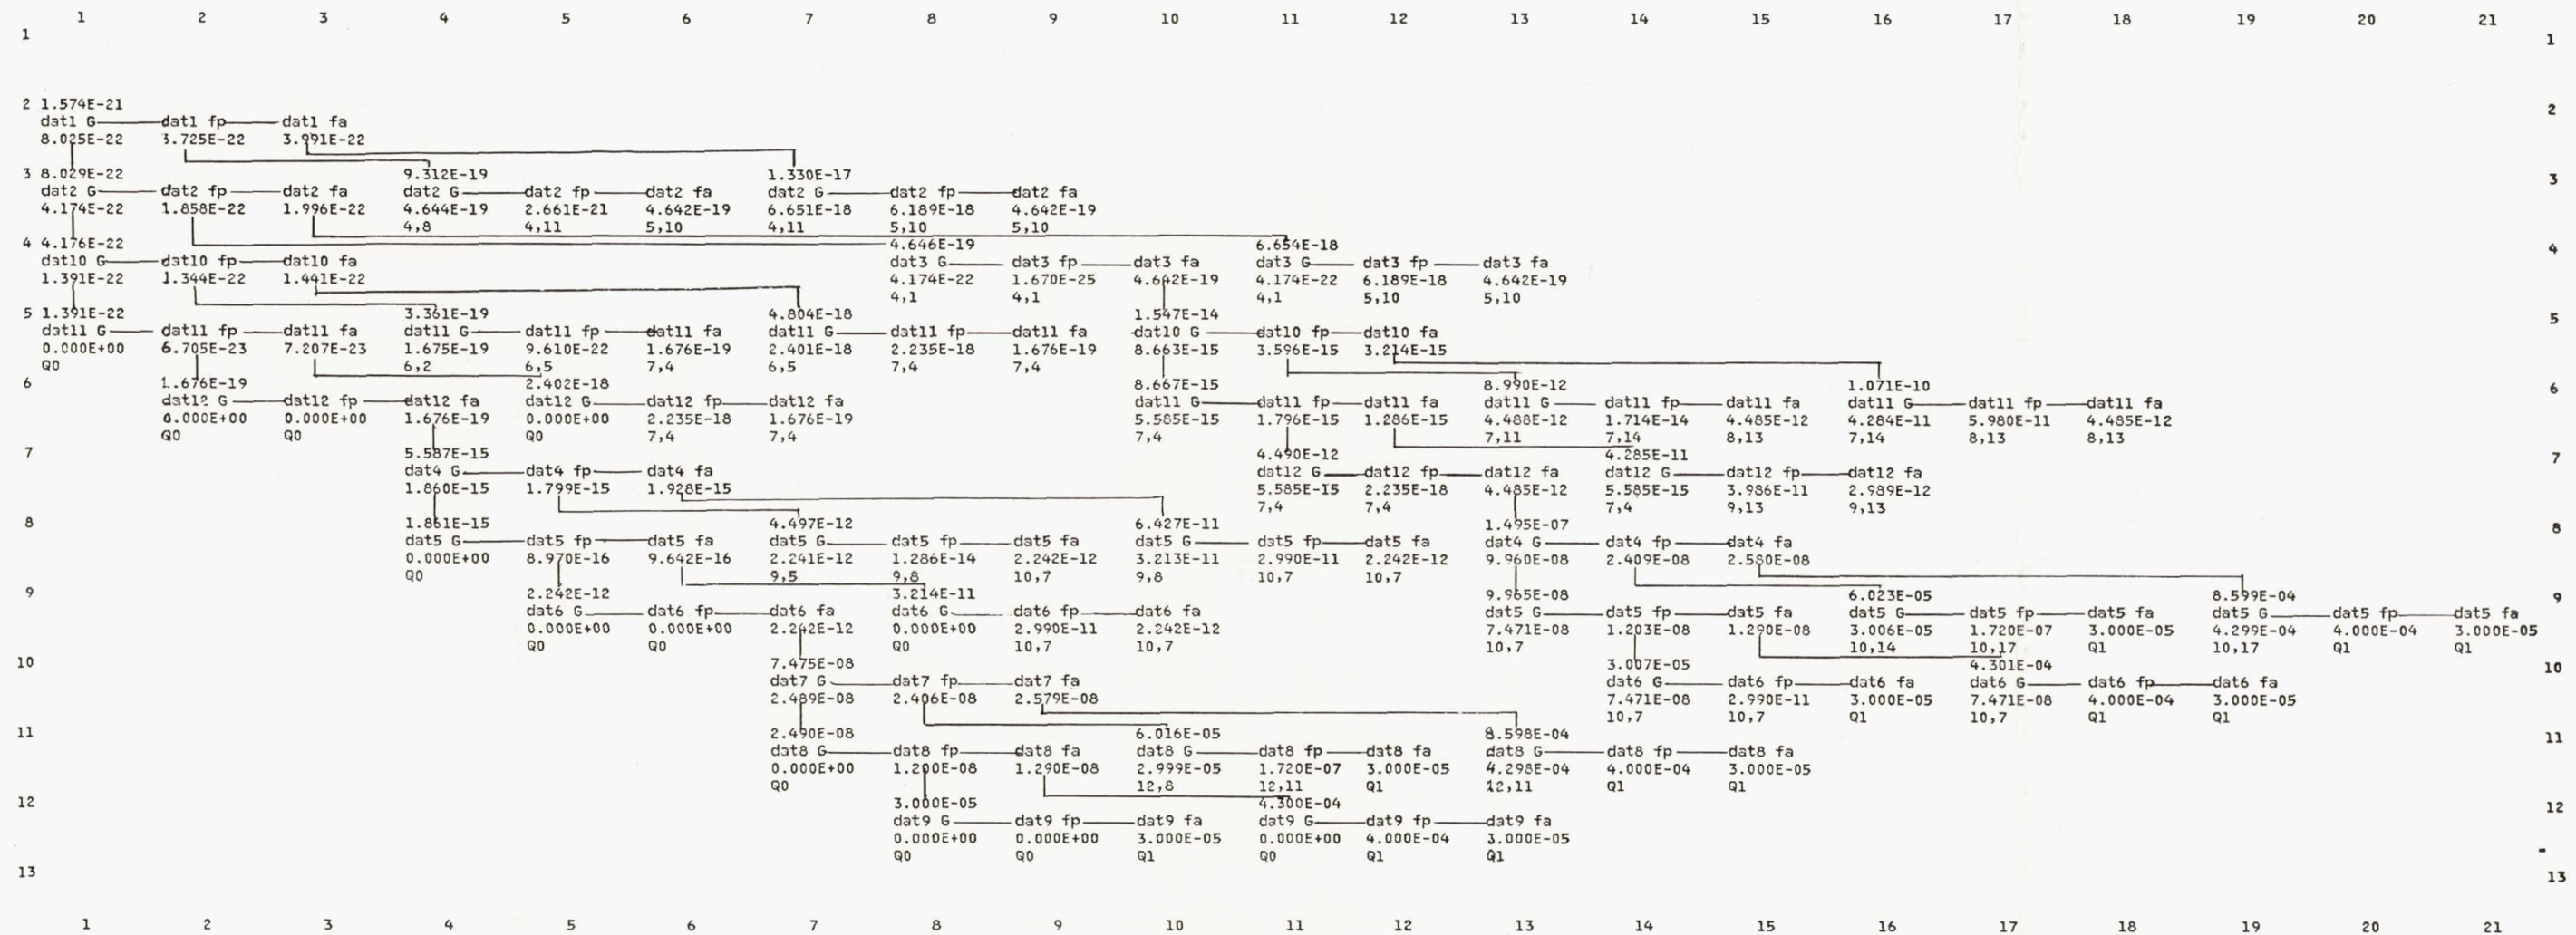 1 2 3 4 5 6 7 8 9 10 11 12 13 14 15 16 17 18 19 20 21
1 1
2 1.574E-21 2
dat1 G dat1 fp dat1 fa
8.025E-22 3.725E-22 3.991E-22
3 8.029E-22 9.312E-19 1.330E-17 3
dat2 G dat2 fp dat2 fa dat2 G dat2 fp dat2 fa dat2 G dat2 fp dat2 fa
4.174E-22 1.858E-22 1.996E-22 4.644E-19 2.661E-21 4.642E-19 6.651E-18 6.189E-18 4.642E-19
4,8 4,11 5,10 4,11 5,10 5,10
4 4.176E-22 4.646E-19 6.654E-18 4
dat10 G dat10 fp dat10 fa dat3 G dat3 fp dat3 fa dat3 G dat3 fp dat3 fa
1.391E-22 1.344E-22 1.441E-22 4.174E-22 1.670E-25 4.642E-19 4.174E-22 6.189E-18 4.642E-19
4,1 4,1 4,1 5,10 5,10
5 1.391E-22 3.361E-19 4.804E-18 1.547E-14 5
dat11 G dat11 fp dat11 fa dat11 G dat11 fp dat11 fa dat11 G dat11 fp dat11 fa dat10 G dat10 fp dat10 fa
0.000E+00 6.705E-23 7.207E-23 1.675E-19 9.610E-22 1.676E-19 2.401E-18 2.235E-18 1.676E-19 8.663E-15 3.596E-15 3.214E-15
Q0 6,2 6,5 7,4 6,5 7,4 7,4
6 1.676E-19 2.402E-18 8.667E-15 8.990E-12 1.071E-10 6
dat12 G dat12 fp dat12 fa dat12 G dat12 fp dat12 fa dat11 G dat11 fp dat11 fa dat11 G dat11 fp dat11 fa dat11 G dat11 fp dat11 fa
0.000E+00 0.000E+00 1.676E-19 0.000E+00 2.235E-18 1.676E-19 5.585E-15 1.796E-15 1.286E-15 4.488E-12 1.714E-14 4.485E-12 4.284E-11 5.980E-11 4.485E-12
Q0 Q0 Q0 7,4 7,4 7,4 7,11 7,14 8,13 7,14 8,13 8,13
7 5.587E-15 4.490E-12 4.285E-11 7
dat4 G dat4 fp dat4 fa dat12 G dat12 fp dat12 fa dat12 G dat12 fp dat12 fa
1.860E-15 1.799E-15 1.928E-15 5.585E-15 2.235E-18 4.485E-12 5.585E-15 3.986E-11 2.989E-12
7,4 7,4 7,4 9,13 9,13
8 1.861E-15 4.497E-12 6.427E-11 1.495E-07 8
dat5 G dat5 fp dat5 fa dat5 G dat5 fp dat5 fa dat5 G dat5 fp dat5 fa dat4 G dat4 fp dat4 fa
0.000E+00 8.970E-16 9.642E-16 2.241E-12 1.286E-14 2.242E-12 3.213E-11 2.990E-11 2.242E-12 9.960E-08 2.409E-08 2.580E-08
Q0 9,5 9,8 10,7 9,8 10,7 10,7
9 2.242E-12 3.214E-11 9.965E-08 6.023E-05 8.599E-04 9
dat6 G dat6 fp dat6 fa dat6 G dat6 fp dat6 fa dat5 G dat5 fp dat5 fa dat5 G dat5 fp dat5 fa dat5 G dat5 fp dat5 fa
0.000E+00 0.000E+00 2.242E-12 0.000E+00 2.990E-11 2.242E-12 7.471E-08 1.203E-08 1.290E-08 3.006E-05 1.720E-07 3.000E-05 4.299E-04 4.000E-04 3.000E-05
Q0 Q0 Q0 10,7 10,7 10,7 10,14 10,17 Q1 10,17 Q1 Q1
10 7.475E-08 3.007E-05 4.301E-04 10
dat7 G dat7 fp dat7 fa dat6 G dat6 fp dat6 fa dat6 G dat6 fp dat6 fa
2.489E-08 2.406E-08 2.579E-08 7.471E-08 2.990E-11 3.000E-05 7.471E-08 4.000E-04 3.000E-05
10,7 10,7 Q1 10,7 Q1 Q1
11 2.490E-08 6.016E-05 8.598E-04 11
dat8 G dat8 fp dat8 fa dat8 G dat8 fp dat8 fa dat8 G dat8 fp dat8 fa
0.000E+00 1.200E-08 1.290E-08 2.999E-05 1.720E-07 3.000E-05 4.298E-04 4.000E-04 3.000E-05
Q0 12,8 12,11 Q1 12,11 Q1 Q1
12 3.000E-05 4.300E-04 12
dat9 G dat9 fp dat9 fa dat9 G dat9 fp dat9 fa
0.000E+00 0.000E+00 3.000E-05 0.000E+00 4.000E-04 3.000E-05
Q0 Q0 Q1 Q0 Q1 Q1
13 13
1 2 3 4 5 6 7 8 9 10 11 12 13 14 15 16 17 18 19 20 21